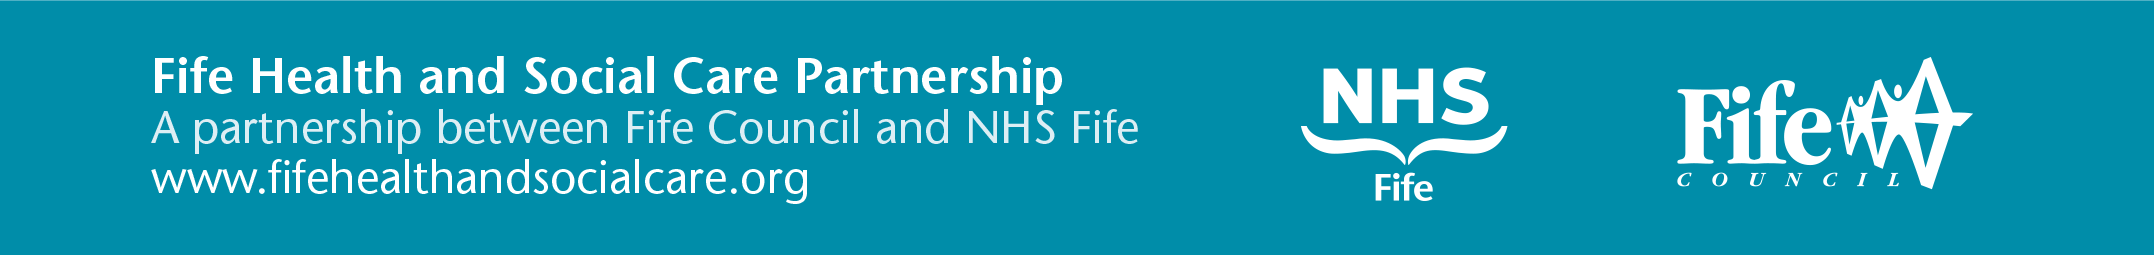 Fife Health and Social Care Partnership
A partnership between Fife Council and NHS Fife
www.fifehealthandsocialcare.org
NHS
Fife
Fife
COUNCIL